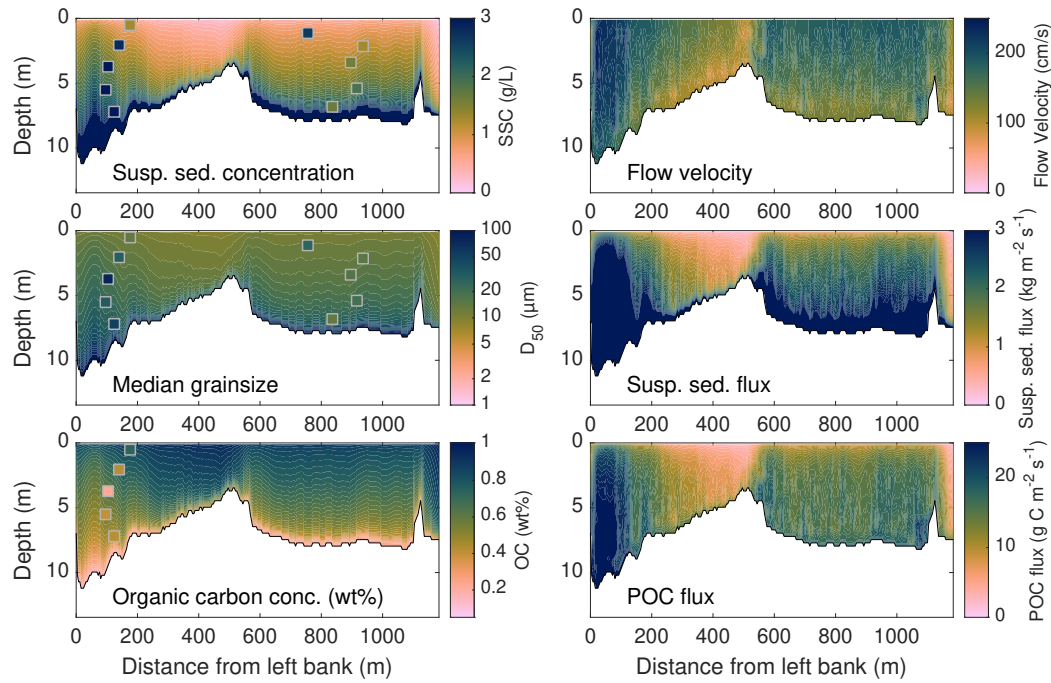 0
5
10
Depth (m)
Susp. sed. concentration
0 200 400 600 800 1000
3
2
1
0
SSC (g/L)
0
5
10
Flow velocity
0 200 400 600 800 1000
200
100
0
Flow Velocity (cm/s)
0
5
10
Depth (m)
Median grainsize
0 200 400 600 800 1000
100
50
20
10
5
2
1
D50 (µm)
0
5
10
Susp. sed. flux
0 200 400 600 800 1000
3
2
1
0
Susp. sed. flux (kg m-2 s-1)
0
5
10
Depth (m)
Organic carbon conc. (wt%)
0 200 400 600 800 1000
Distance from left bank (m)
1
0.8
0.6
0.4
0.2
OC (wt%)
0
5
10
POC flux
0 200 400 600 800 1000
Distance from left bank (m)
20
10
0
POC flux (g C m-2 s-1)